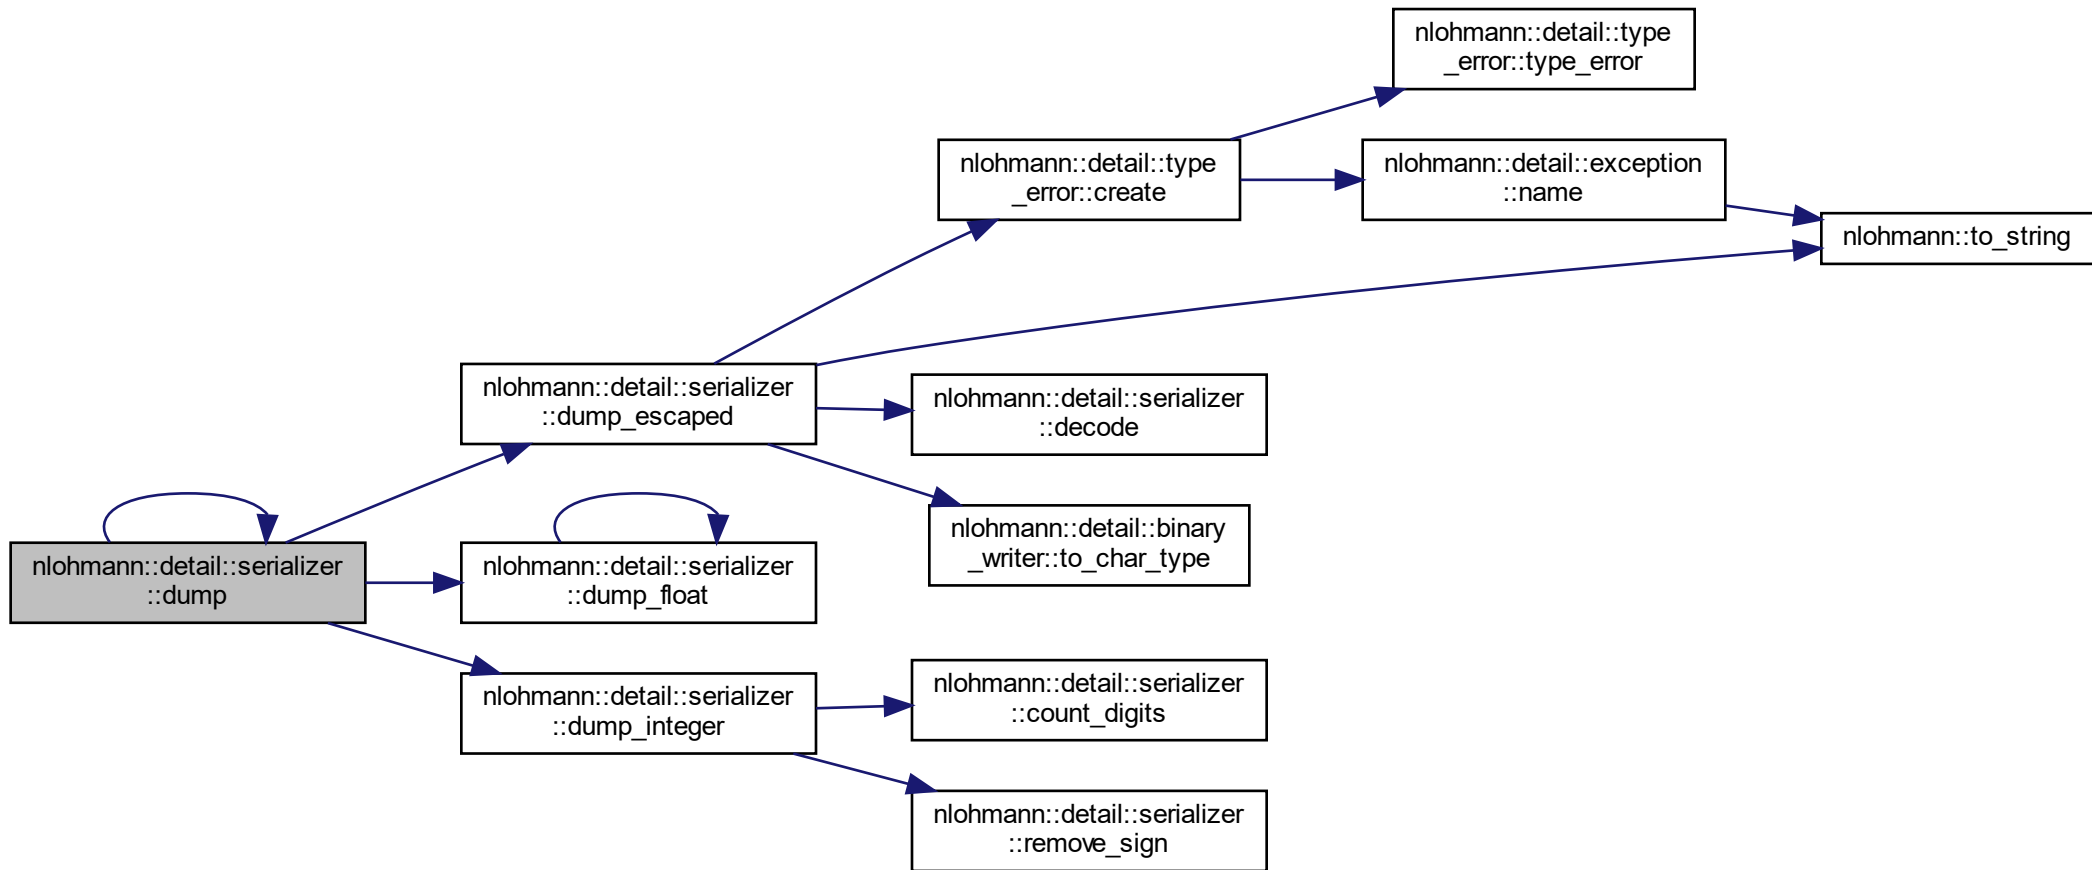 nlohmann::detail::type
_error::type_error
nlohmann::detail::type
_error::create
nlohmann::detail::exception
::name
nlohmann::to_string
nlohmann::detail::serializer
::dump_escaped
nlohmann::detail::serializer
::decode
nlohmann::detail::binary
_writer::to_char_type
nlohmann::detail::serializer
::dump
nlohmann::detail::serializer
::dump_float
nlohmann::detail::serializer
::dump_integer
nlohmann::detail::serializer
::count_digits
nlohmann::detail::serializer
::remove_sign